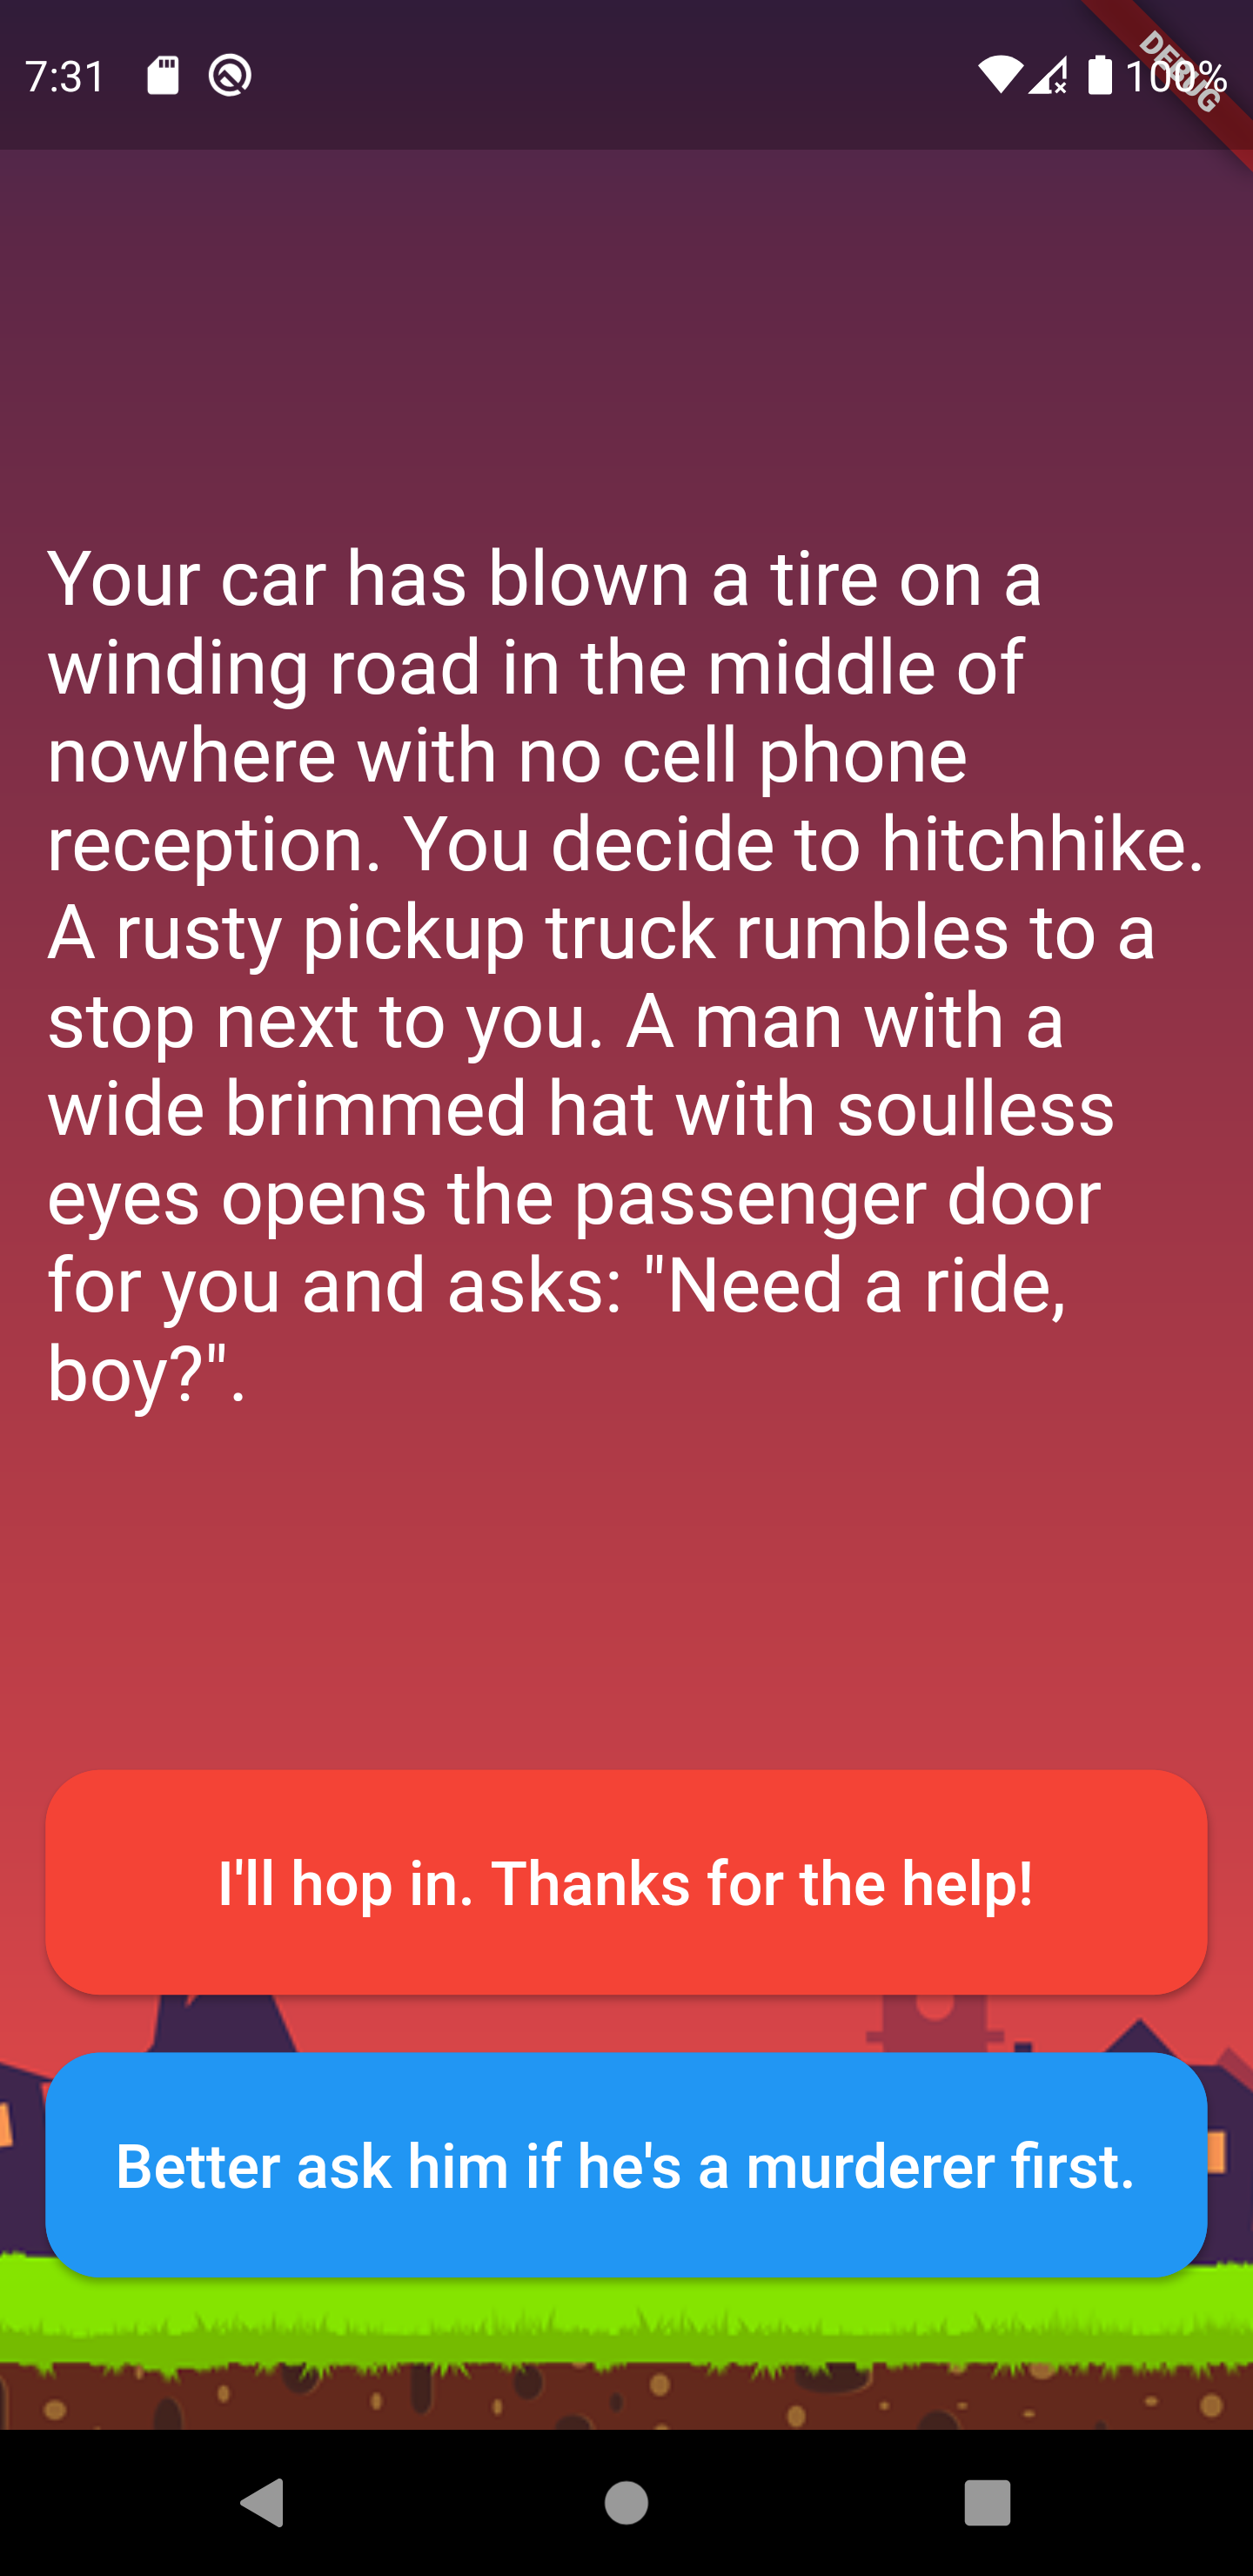 7:31
100%
DEBUG
Your car has blown a tire on a
winding road in the middle of
nowhere with no cell phone
reception. You decide to hitchhike.
A rusty pickup truck rumbles to a
stop next to you. A man with a
wide brimmed hat with soulless
eyes opens the passenger door
for you and asks: "Need a ride,
boy?".
I'll hop in. Thanks for the help!
Better ask him if he's a murderer first.